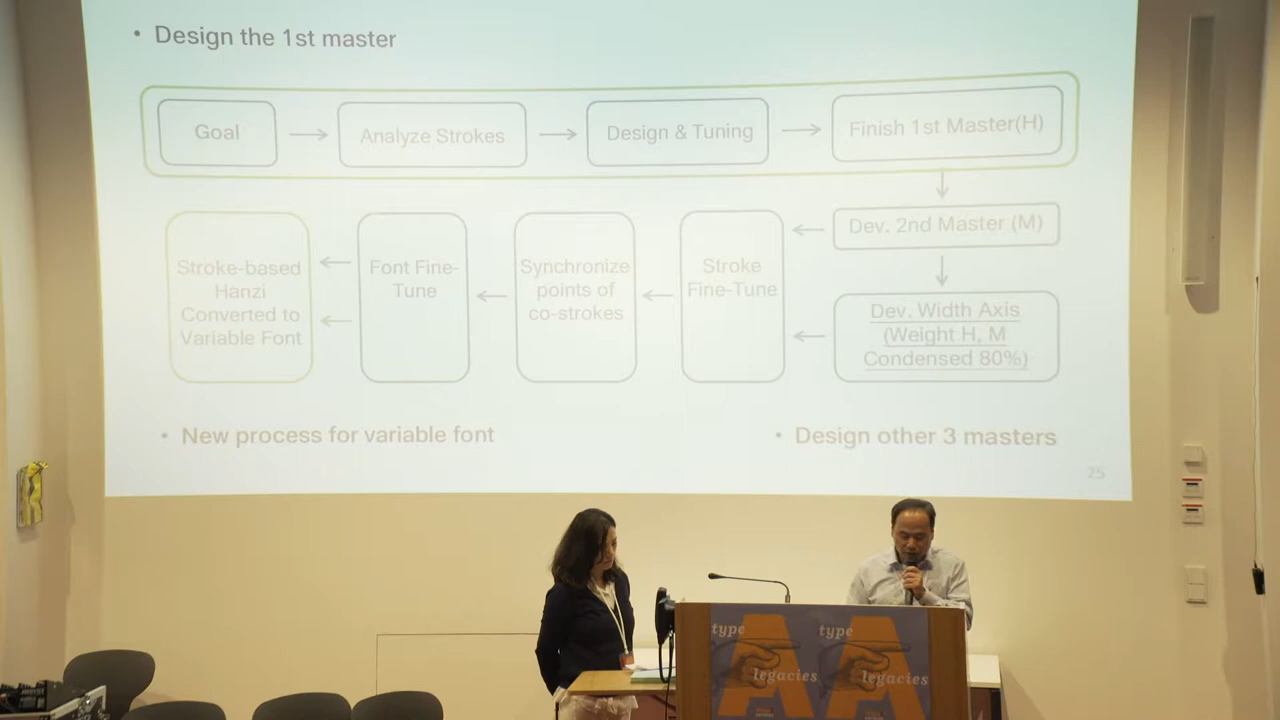 • Design the 1st master
Goal
Analyze Strokes
Design & Tuning
Finish 1st Master(H)
Dev. 2nd Master (M)
Stroke-based
Hanzi
Converted to
Variable Font
Font Fine-
Tune
Synchronize
points of
co-strokes
Stroke
Fine-Tune
Dev. Width Axis
(Weight H, M
Condensed 80%)
• New process for variable font
• Design other 3 masters
25
type
legacies
type
legacies